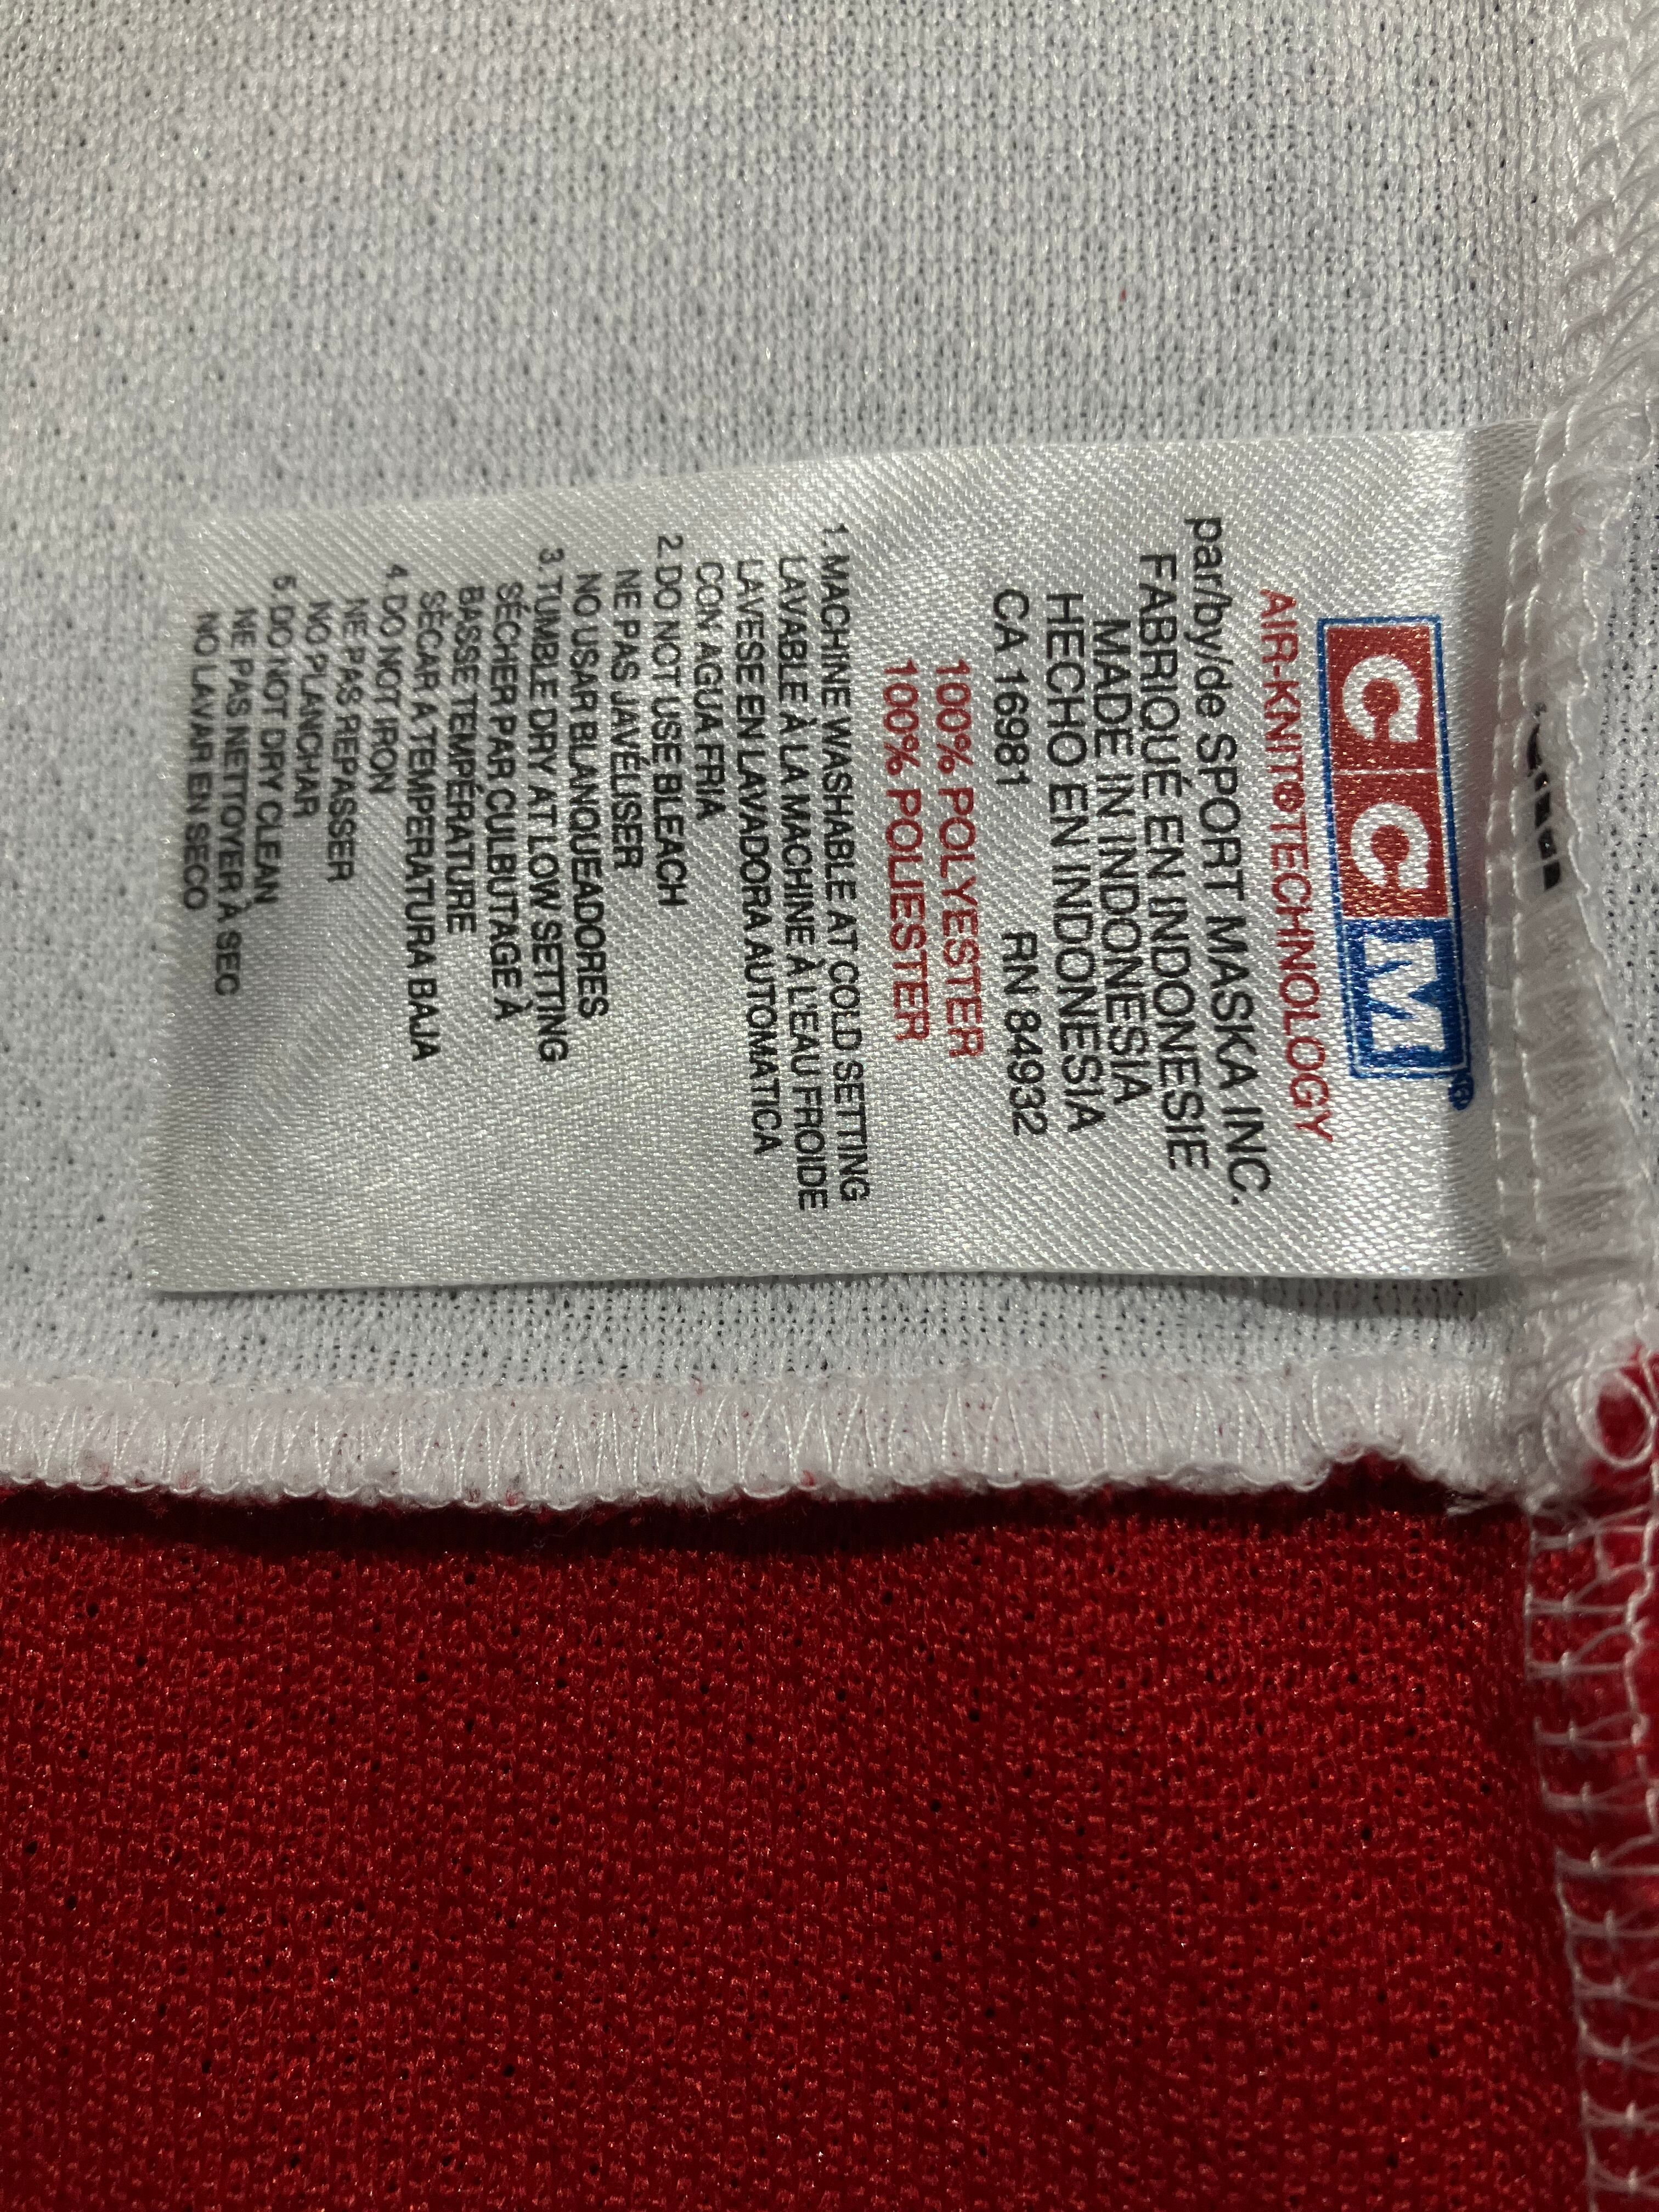 CCM®
AIR-KNIT®TECHNOLOGY
par/by/de SPORT MASKA INC.
FABRIQUÉ EN INDONESIE
MADE IN INDONESIA
HECHO EN INDONESIA
CA 16981 RN 84932
100% POLYESTER
100% POLIESTER
1. MACHINE WASHABLE AT COLD SETTING
LAVABLE À LA MACHINE À L'EAU FROIDE
LAVESE EN LAVADORA AUTOMATICA
CON AGUA FRIA
2. DO NOT USE BLEACH
NE PAS JAVÉLISER
NO USAR BLANQUEADORES
3. TUMBLE DRY AT LOW SETTING
SÉCHER PAR CULBUTAGE À
BASSE TEMPÉRATURE
SÉCAR A TEMPERATURA BAJA
4. DO NOT IRON
NE PAS REPASSER
NO PLANCHAR
5. DO NOT DRY CLEAN
NE PAS NETTOYER À SEC
NO LAVAR EN SECO